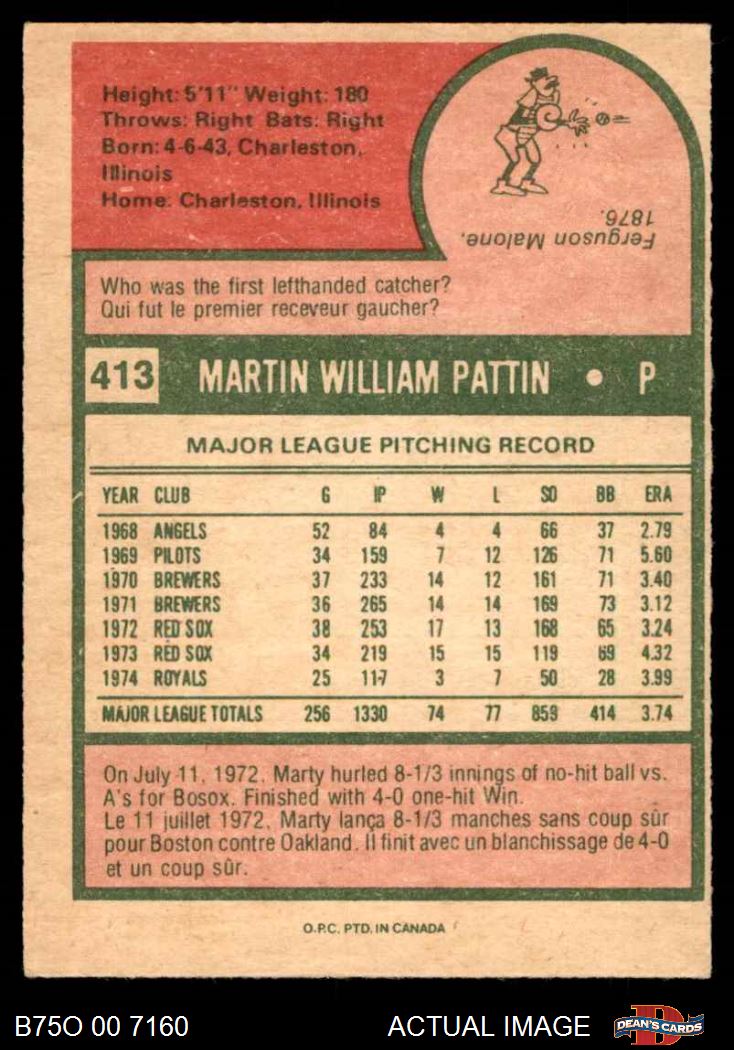 Height: 5'11" Weight: 180
Throws: Right Bats: Right
Born: 4-6-43, Charleston,
Illinois
Home: Charleston, Illinois
Ferguson Malone,
1876.
Who was the first lefthanded catcher?
Qui fut le premier receveur gaucher?
413 MARTIN WILLIAM PATTIN • P
MAJOR LEAGUE PITCHING RECORD
YEAR CLUB G IP W L SO BB ERA
1968 ANGELS 52 84 4 4 66 37 2.79
1969 PILOTS 34 159 7 12 126 71 5.60
1970 BREWERS 37 233 14 12 161 71 3.40
1971 BREWERS 36 265 14 14 169 73 3.12
1972 RED SOX 38 253 17 13 168 65 3.24
1973 RED SOX 34 219 15 15 119 69 4.32
1974 ROYALS 25 117 3 7 50 28 3.99
MAJOR LEAGUE TOTALS 256 1330 74 77 859 414 3.74
On July 11, 1972, Marty hurled 8-1/3 innings of no-hit ball vs.
A's for Bosox. Finished with 4-0 one-hit Win.
Le 11 juillet 1972, Marty lança 8-1/3 manches sans coup sûr
pour Boston contre Oakland. Il finit avec un blanchissage de 4-0
et un coup sûr.
O.P.C. PTD. IN CANADA
B75O 00 7160 ACTUAL IMAGE DEAN'S CARDS